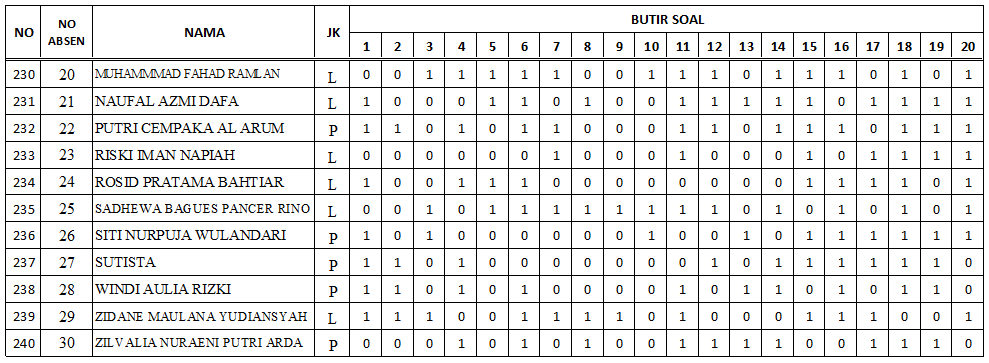 NO NO ABSEN NAMA JK BUTIR SOAL
1 2 3 4 5 6 7 8 9 10 11 12 13 14 15 16 17 18 19 20
230 20 MUHAMMMAD FAHAD RAMLAN L 0 0 1 1 1 1 1 0 0 1 1 1 0 1 1 1 0 1 0 1
231 21 NAUFAL AZMI DAFA L 1 0 0 0 1 1 0 1 0 0 1 1 1 1 1 0 1 1 1 1
232 22 PUTRI CEMPAKA AL ARUM P 1 1 0 1 0 1 1 0 0 0 1 1 0 1 1 1 0 1 1 1
233 23 RISKI IMAN NAPIAH L 0 0 0 0 0 0 1 0 0 0 1 0 0 0 1 0 1 1 1 1
234 24 ROSID PRATAMA BAHTIAR L 1 0 0 1 1 1 0 0 0 0 0 0 0 0 1 1 1 1 0 1
235 25 SADHEWA BAGUES PANCER RINO L 0 0 1 0 1 1 1 1 1 1 1 1 0 1 0 1 0 1 0 1
236 26 SITI NURPUJA WULANDARI P 1 0 1 0 0 0 0 0 0 1 0 0 1 0 1 1 1 1 1 1
237 27 SUTISTA P 1 1 0 1 0 0 0 0 0 0 0 1 0 1 1 1 1 1 1 0
238 28 WINDI AULIA RIZKI P 1 1 0 1 0 1 0 0 0 0 1 0 1 1 0 1 0 1 1 0
239 29 ZIDANE MAULANA YUDIANSYAH L 1 1 1 0 0 1 1 1 1 0 1 0 0 0 1 1 1 0 0 1
240 30 ZILVALIA NURAENI PUTRI ARDA P 0 0 0 1 0 1 0 1 0 0 1 1 1 1 0 0 1 1 1 0